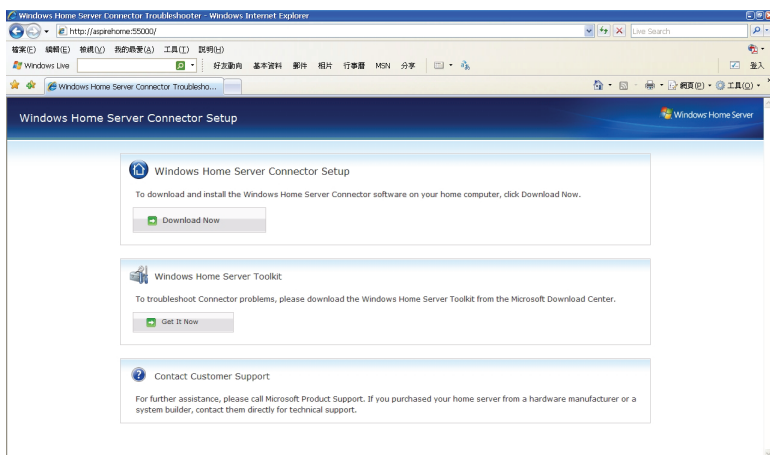 Windows Home Server Connector Troubleshooter - Windows Internet Explorer
http://aspirehome:55000/
Live Search
檔案(F) 編輯(E) 檢視(V) 我的最愛(A) 工具(T) 說明(H)
Windows Live 好友動向 基本資料 郵件 相片 行事曆 MSN 分享 登入
Windows Home Server Connector Troublesho... 網頁(P) 工具(O)
Windows Home Server Connector Setup
Windows Home Server
Windows Home Server Connector Setup
To download and install the Windows Home Server Connector software on your home computer, click Download Now.
Download Now
Windows Home Server Toolkit
To troubleshoot Connector problems, please download the Windows Home Server Toolkit from the Microsoft Download Center.
Get It Now
Contact Customer Support
For further assistance, please call Microsoft Product Support. If you purchased your home server from a hardware manufacturer or a
system builder, contact them directly for technical support.